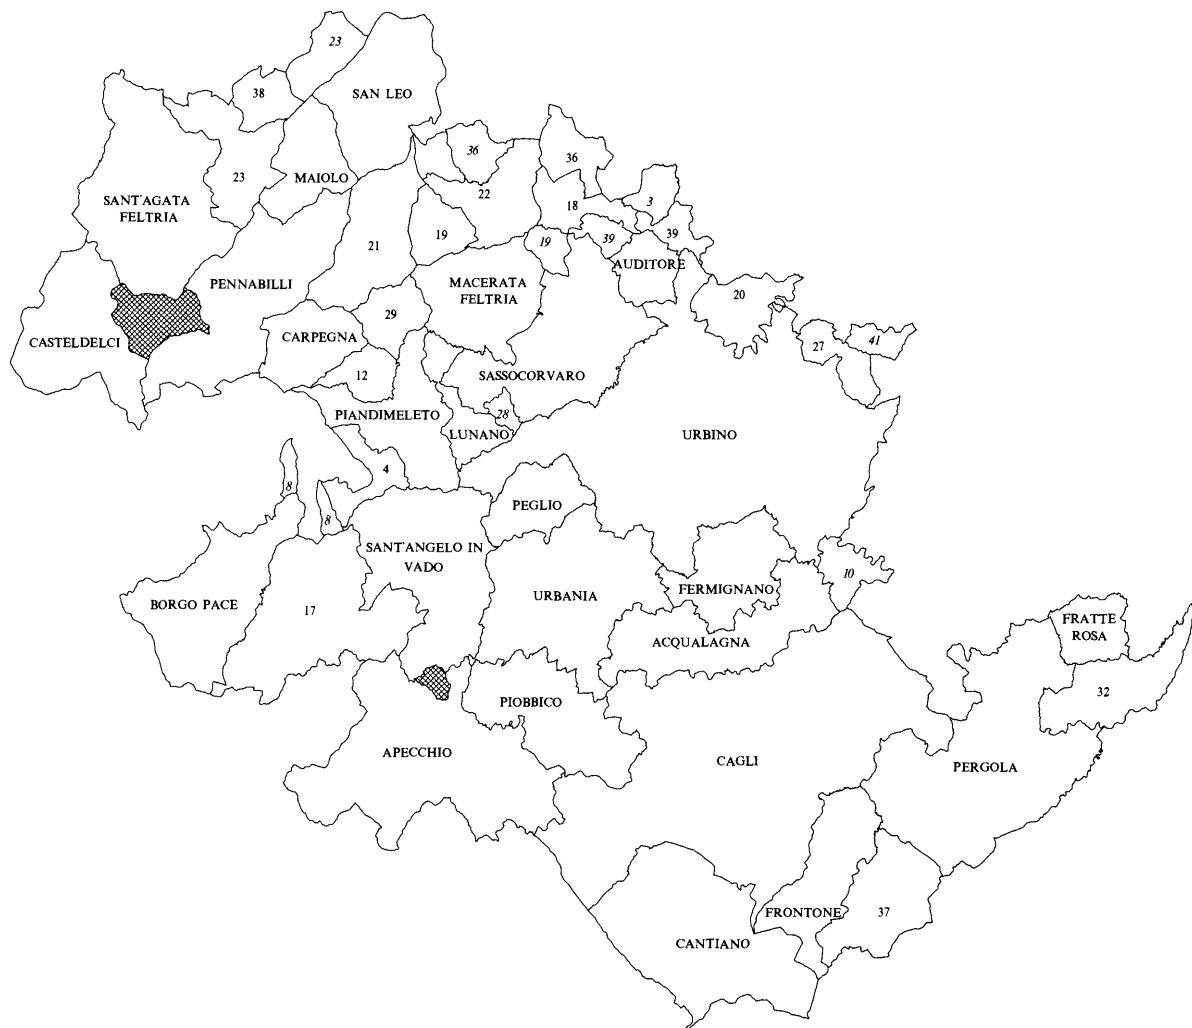 23
38
SAN LEO
36
36
MAIOLO
23
SANT'AGATA
FELTRIA
22
18
3
19
21
19
39
39
AUDITORE
PENNABILLI
MACERATA
FELTRIA
20
29
CASTELDELCI
CARPEGNA
27
41
12
SASSOCORVARO
PIANDIMELETO
28
LUNANO
URBINO
4
8
8
PEGLIO
SANT'ANGELO IN
VADO
10
BORGO PACE
17
URBANIA
FERMIGNANO
ACQUALAGNA
FRATTE
ROSA
32
PIOBBICO
APECCHIO
CAGLI
PERGOLA
FRONTONE
37
CANTIANO